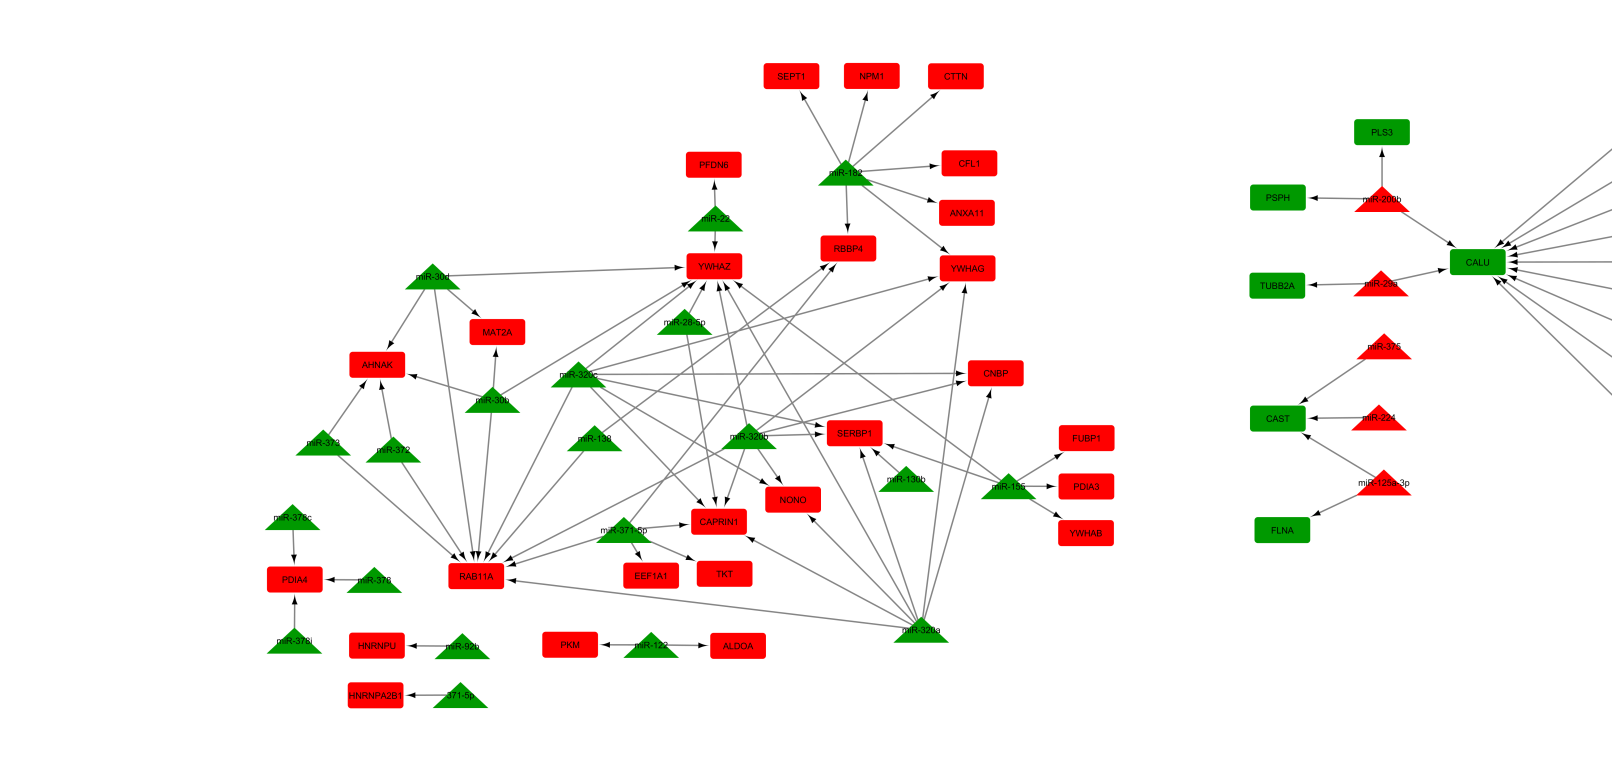 SEPT1
NPM1
CTTN
PLS3
PFDN6
CFL1
miR-182
PSPH
miR-200b
ANXA11
miR-22
RBBP4
CALU
YWHAZ
YWHAG
miR-30d
TUBB2A
miR-29a
miR-28-5p
MAT2A
miR-375
AHNAK
CNBP
miR-320c
miR-30b
CAST
miR-224
SERBP1
miR-320b
miR-138
FUBP1
miR-373
miR-372
miR-130b
miR-155
PDIA3
miR-125a-3p
NONO
miR-378c
CAPRIN1
miR-371-5p
YWHAB
FLNA
PDIA4
miR-378
RAB11A
EEF1A1
TKT
miR-320a
miR-378i
HNRNPU
miR-92b
PKM
miR-122
ALDOA
HNRNPA2B1
371-5p